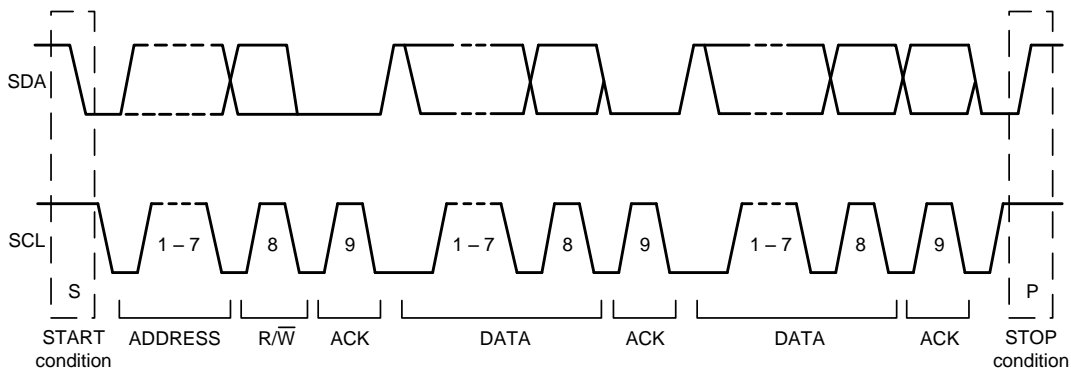 SDA
SCL
1 – 7 8 9 1 – 7 8 9 1 – 7 8 9
S P
START condition ADDRESS R/W̅ ACK DATA ACK DATA ACK STOP condition